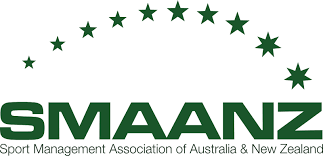 SMAANZ
Sport Management Association of Australia & New Zealand